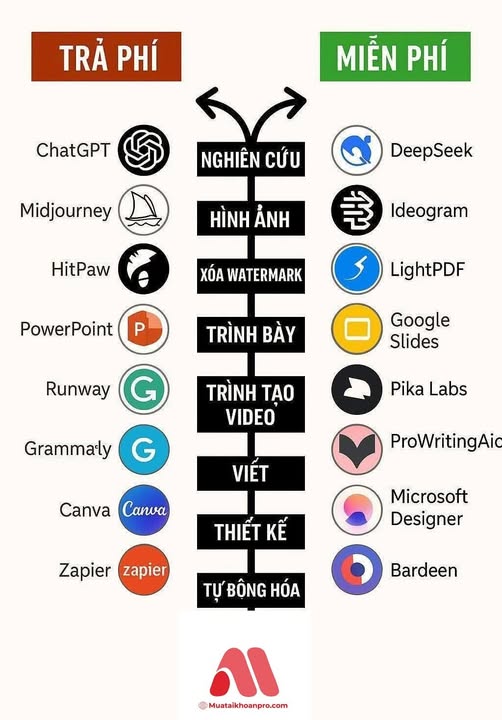 TRẢ PHÍ
MIỄN PHÍ
ChatGPT
NGHIÊN CỨU
DeepSeek
Midjourney
HÌNH ẢNH
Ideogram
HitPaw
XÓA WATERMARK
LightPDF
PowerPoint
P
TRÌNH BÀY
Google
Slides
Runway
G
TRÌNH TẠO
VIDEO
Pika Labs
Grammarly
G
VIẾT
ProWritingAid
Canva
Canva
THIẾT KẾ
Microsoft
Designer
Zapier
zapier
TỰ ĐỘNG HÓA
Bardeen
Muataikhoanpro.com